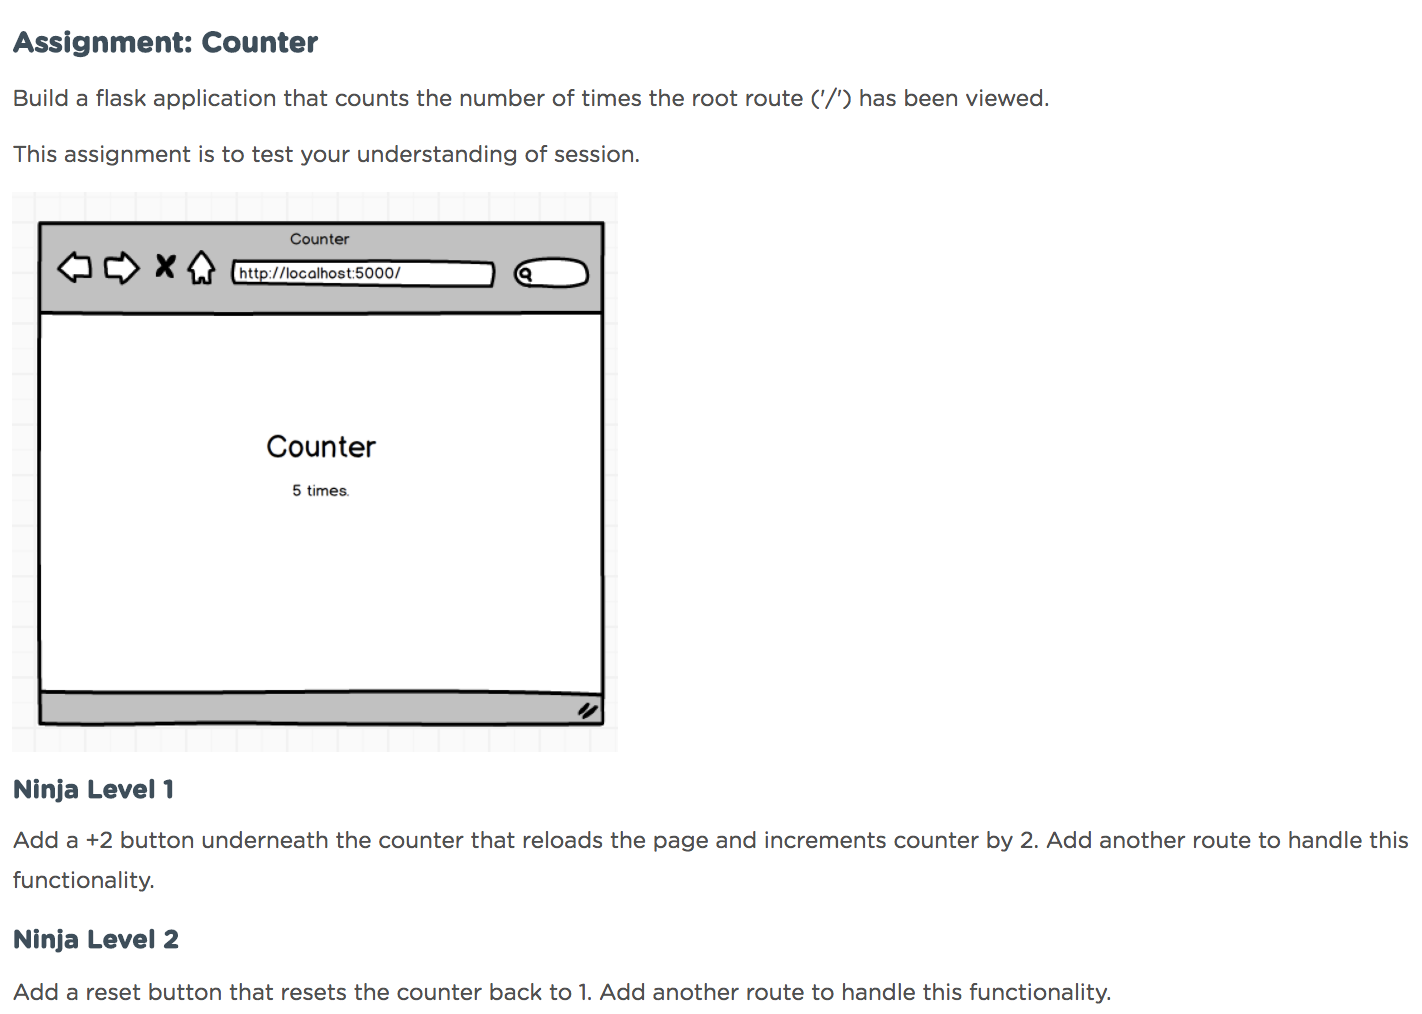 Assignment: Counter
Build a flask application that counts the number of times the root route ('/') has been viewed.
This assignment is to test your understanding of session.
Counter
http://localhost:5000/
Counter
5 times.
Ninja Level 1
Add a +2 button underneath the counter that reloads the page and increments counter by 2. Add another route to handle this
functionality.
Ninja Level 2
Add a reset button that resets the counter back to 1. Add another route to handle this functionality.